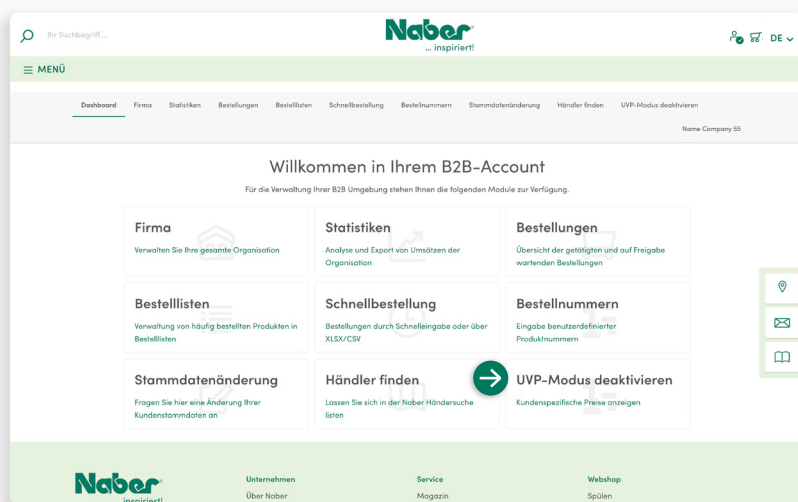 Ihr Suchbegriff ...
Naber
... inspiriert!
DE
MENÜ
Dashboard Firma Statistiken Bestellungen Bestelllisten Schnellbestellung Bestellnummern Stammdatenänderung Händler finden UVP-Modus deaktivieren
Name Company 55
Willkommen in Ihrem B2B-Account
Für die Verwaltung Ihrer B2B Umgebung stehen Ihnen die folgenden Module zur Verfügung.
Firma
Verwalten Sie Ihre gesamte Organisation
Statistiken
Analyse und Export von Umsätzen der
Organisation
Bestellungen
Übersicht der getätigten und auf Freigabe
wartenden Bestellungen
Bestelllisten
Verwaltung von häufig bestellten Produkten in
Bestelllisten
Schnellbestellung
Bestellungen durch Schnelleingabe oder über
XLSX/CSV
Bestellnummern
Eingabe benutzerdefinierter
Produktnummern
Stammdatenänderung
Fragen Sie hier eine Änderung Ihrer
Kundenstammdaten an
Händler finden
Lassen Sie sich in der Naber Händersuche
listen
UVP-Modus deaktivieren
Kundenspezifische Preise anzeigen
Naber
... inspiriert!
Unternehmen
Über Naber
Service
Magazin
Webshop
Spülen